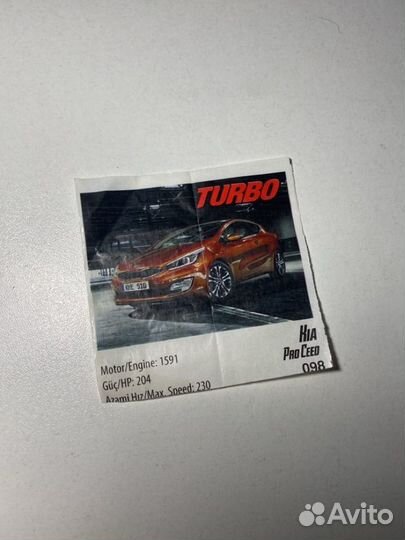 TURBO
KIA
PRO CEED
098
Motor/Engine: 1591
Güç/HP: 204
Azami Hız/Max. Speed: 230
Avito